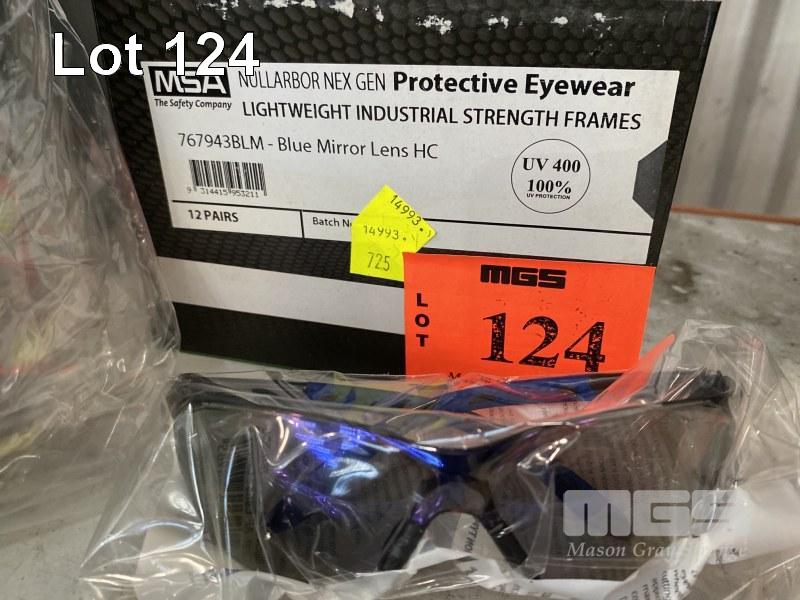 Lot 124
MSA
The Safety Company
NULLARBOR NEX GEN Protective Eyewear
LIGHTWEIGHT INDUSTRIAL STRENGTH FRAMES
767943BLM - Blue Mirror Lens HC
UV 400
100%
UV PROTECTION
9 314415 953211
12 PAIRS
Batch
14993.
14993.
725
MGS
LOT
124
MGS
Mason Gray